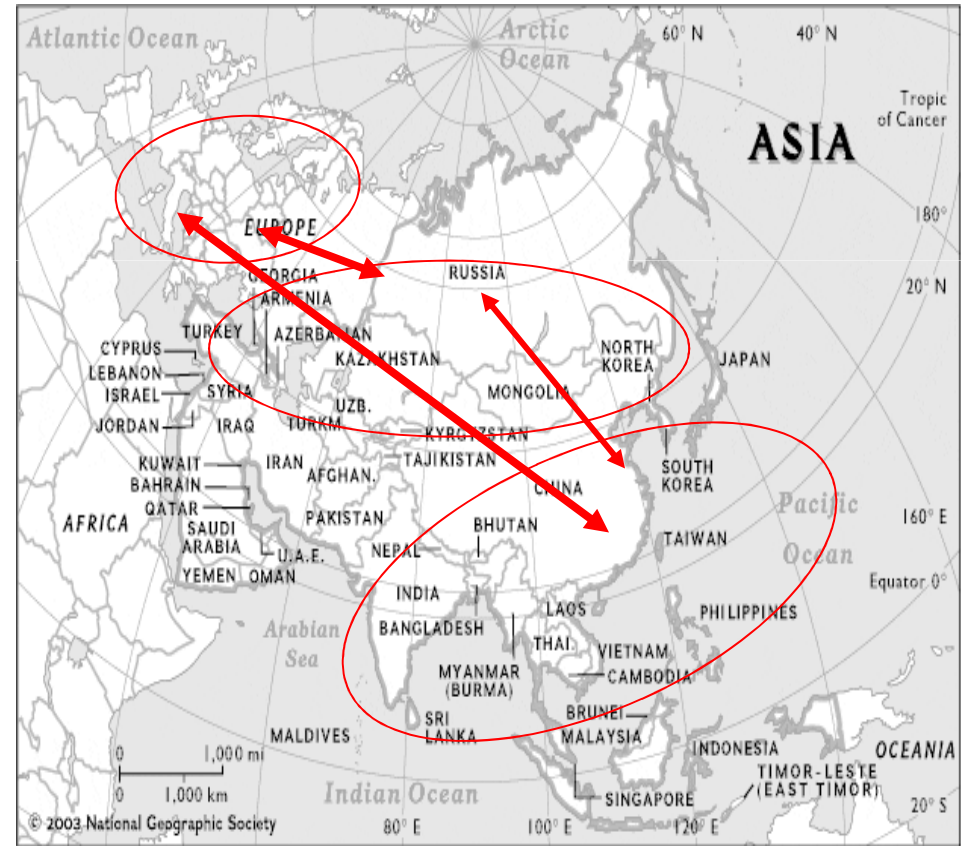 Atlantic Ocean
Arctic
Ocean
60° N
40° N
Tropic
of Cancer
ASIA
180°
EUROPE
GEORGIA
ARMENIA
RUSSIA
20° N
TURKEY
AZERBAIJAN
CYPRUS
KAZAKHSTAN
NORTH
KOREA
JAPAN
LEBANON
ISRAEL
SYRIA
MONGOLIA
UZB.
JORDAN
IRAQ
TURKM.
KYRGYZSTAN
KUWAIT
IRAN
AFGHAN.
TAJIKISTAN
SOUTH
KOREA
BAHRAIN
CHINA
QATAR
AFRICA
SAUDI
ARABIA
PAKISTAN
BHUTAN
Pacific
Ocean
160° E
TAIWAN
U.A.E.
NEPAL
YEMEN
OMAN
Equator 0°
INDIA
LAOS
PHILIPPINES
Arabian
Sea
BANGLADESH
THAI.
VIETNAM
MYANMAR
(BURMA)
CAMBODIA
SRI
LANKA
BRUNEI
MALDIVES
MALAYSIA
INDONESIA
OCEANIA
0
1,000 mi
TIMOR-LESTE
(EAST TIMOR)
0
1,000 km
Indian Ocean
SINGAPORE
20° S
© 2003 National Geographic Society
80° E
100° E
120° E